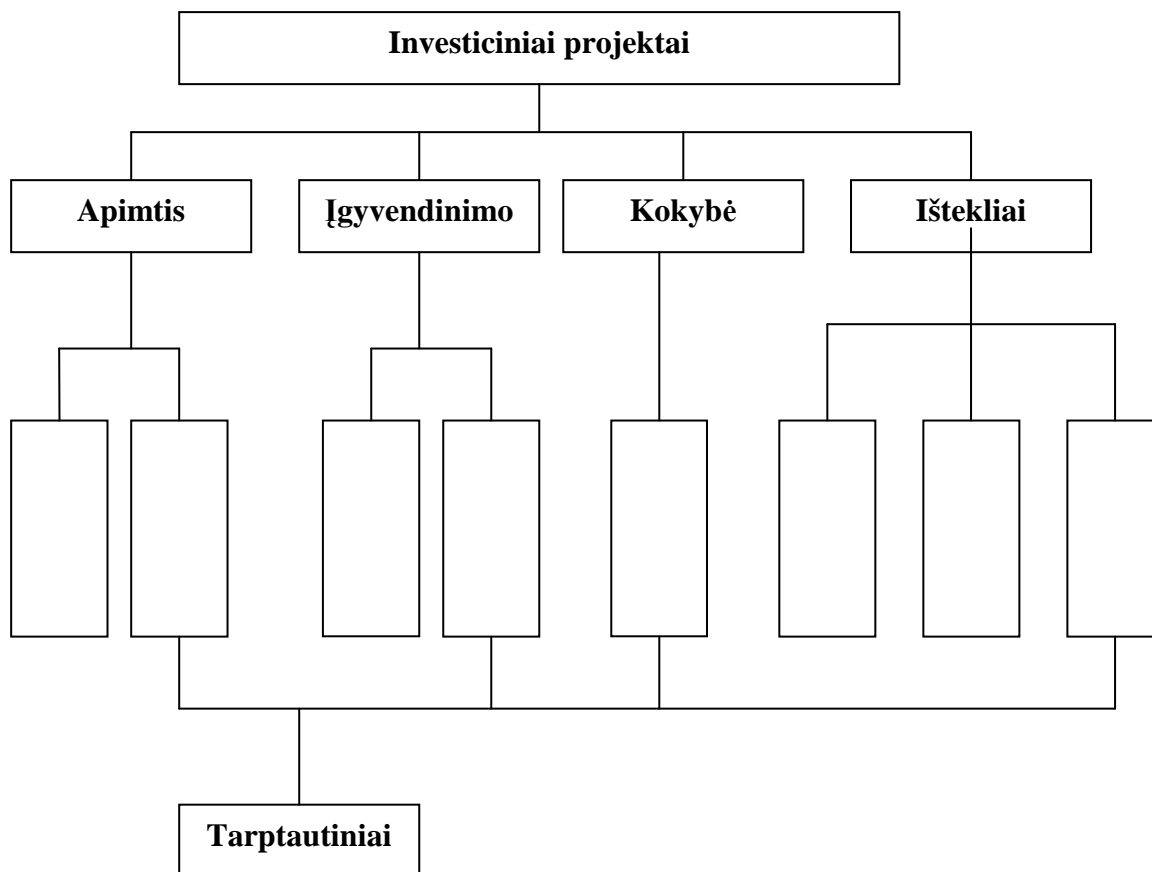 Investiciniai projektai
Apimtis
Įgyvendinimo
Kokybė
Ištekliai
Tarptautiniai